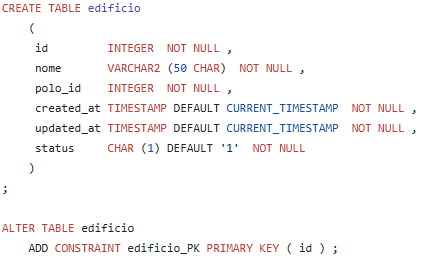 CREATE TABLE edificio
(
id INTEGER NOT NULL ,
nome VARCHAR2 (50 CHAR) NOT NULL ,
polo_id INTEGER NOT NULL ,
created_at TIMESTAMP DEFAULT CURRENT_TIMESTAMP NOT NULL ,
updated_at TIMESTAMP DEFAULT CURRENT_TIMESTAMP NOT NULL ,
status CHAR (1) DEFAULT '1' NOT NULL
)
;
ALTER TABLE edificio
ADD CONSTRAINT edificio_PK PRIMARY KEY ( id ) ;